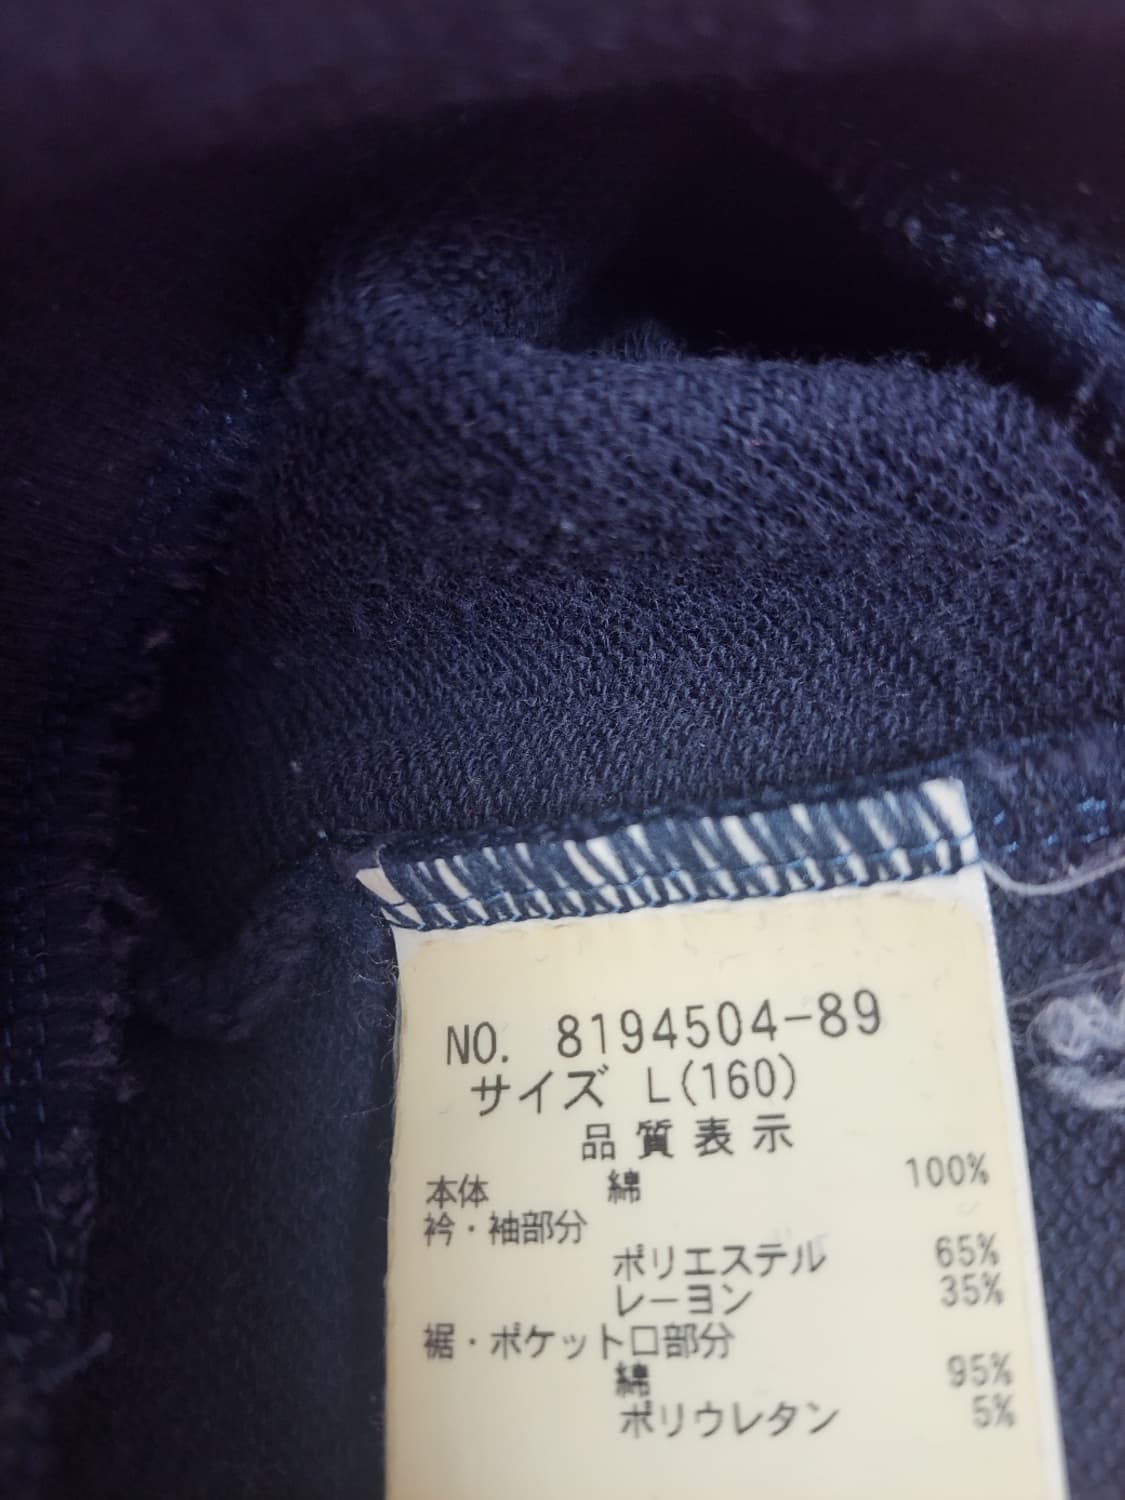 NO. 8194504-89
サイズ L(160)
品質表示
本体 綿 100%
衿・袖部分
ポリエステル 65%
レーヨン 35%
裾・ポケット口部分
綿 95%
ポリウレタン 5%